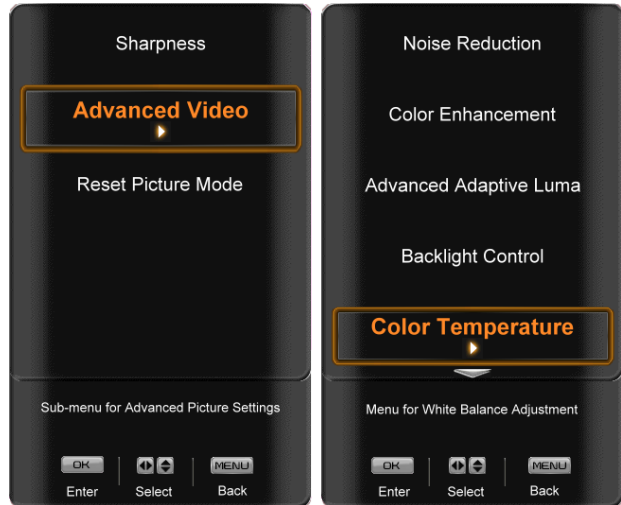 Sharpness
Advanced Video
Reset Picture Mode
Sub-menu for Advanced Picture Settings
OK
MENU
Enter
Select
Back
Noise Reduction
Color Enhancement
Advanced Adaptive Luma
Backlight Control
Color Temperature
Menu for White Balance Adjustment
OK
MENU
Enter
Select
Back